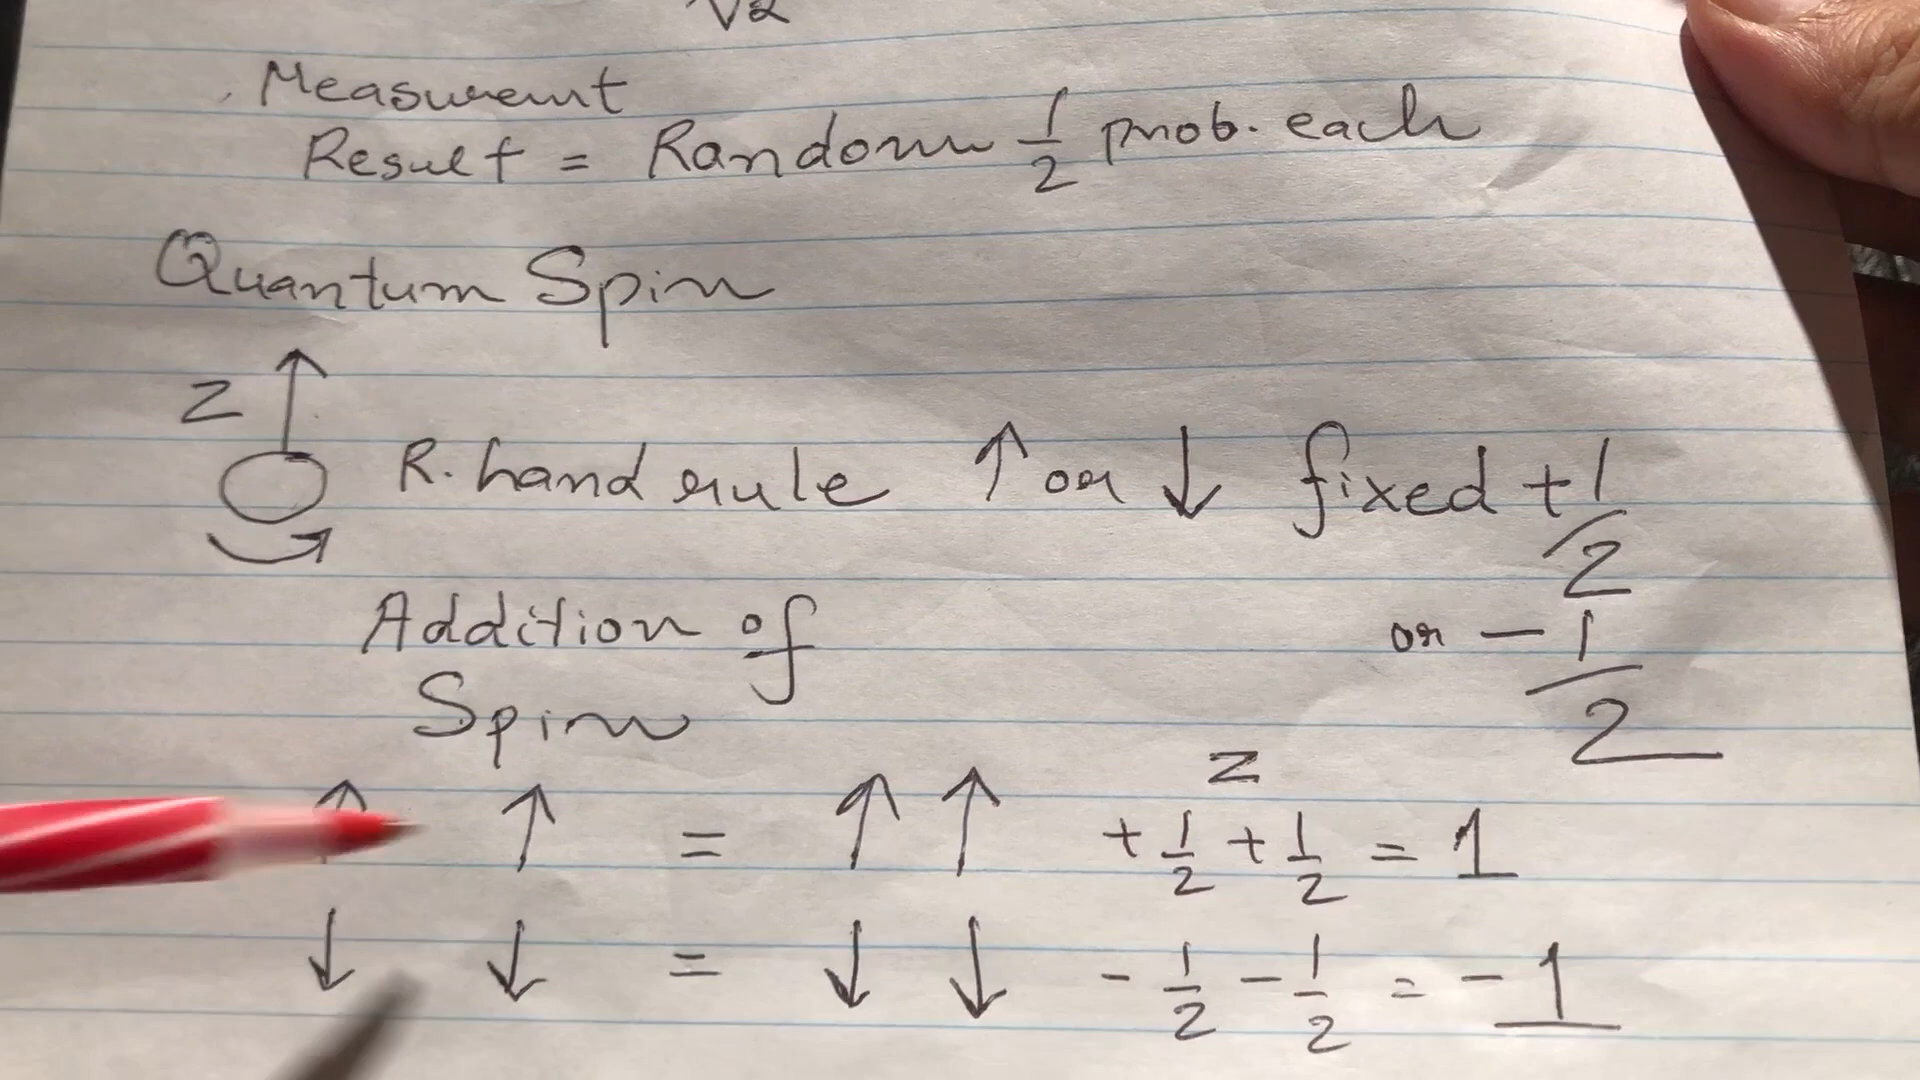 √2
Measurement
Result = Random 1/2 prob. each
Quantum Spin
Z ↑
R. hand rule ↑ or ↓ fixed + 1/2
Addition of or - 1/2
Spin
z
↑ ↑ = ↑ ↑ + 1/2 + 1/2 = 1
↓ ↓ = ↓ ↓ - 1/2 - 1/2 = - 1